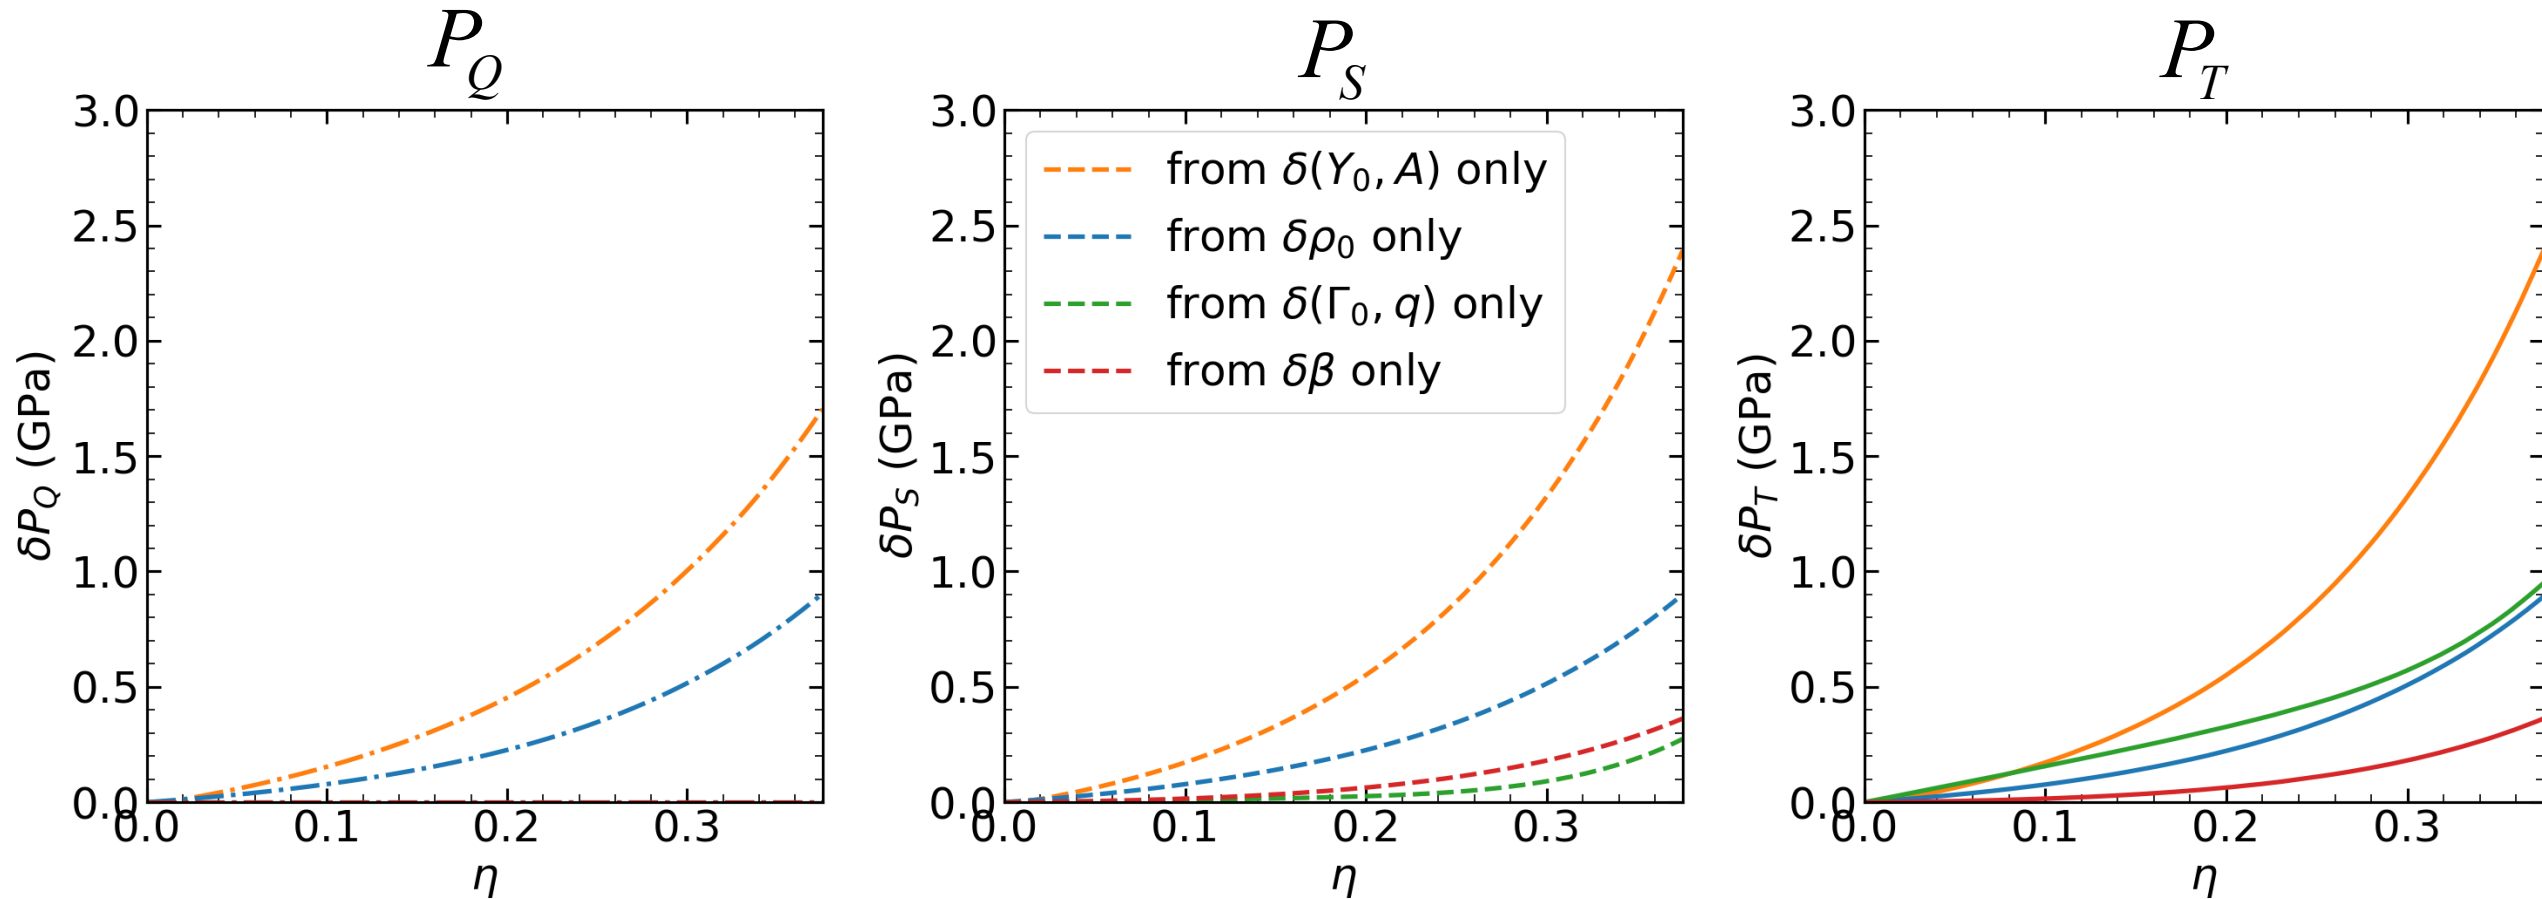 P_Q
3.0
2.5
2.0
1.5
1.0
0.5
0.0
δP_Q (GPa)
0.0 0.1 0.2 0.3
η
P_S
3.0
2.5
2.0
1.5
1.0
0.5
0.0
δP_S (GPa)
from δ(Y₀, A) only
from δρ₀ only
from δ(Γ₀, q) only
from δβ only
0.0 0.1 0.2 0.3
η
P_T
3.0
2.5
2.0
1.5
1.0
0.5
0.0
δP_T (GPa)
0.0 0.1 0.2 0.3
η